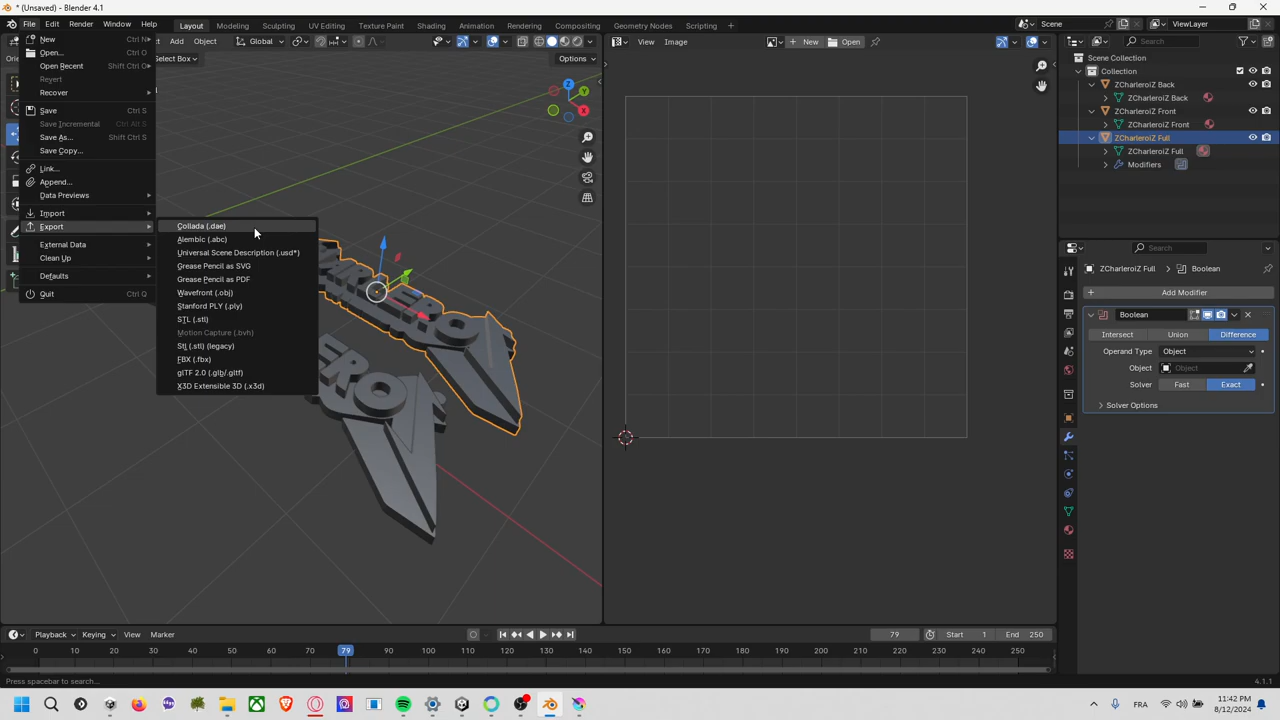 * (Unsaved) - Blender 4.1
File Edit Render Window Help Layout Modeling Sculpting UV Editing Texture Paint Shading Animation Rendering Compositing Geometry Nodes Scripting + Scene ViewLayer
Add Object Global View Image New Open Search
Select Box Options
New Ctrl N
Open... Ctrl O
Open Recent Shift Ctrl O
Revert
Recover
Save Ctrl S
Save Incremental Ctrl Alt S
Save As... Shift Ctrl S
Save Copy...
Link...
Append...
Data Previews
Import
Export
External Data
Clean Up
Defaults
Quit Ctrl Q
Collada (.dae)
Alembic (.abc)
Universal Scene Description (.usd*)
Grease Pencil as SVG
Grease Pencil as PDF
Wavefront (.obj)
Stanford PLY (.ply)
STL (.stl)
Motion Capture (.bvh)
Stl (.stl) (legacy)
FBX (.fbx)
glTF 2.0 (.glb/.gltf)
X3D Extensible 3D (.x3d)
Z
Y
X
Scene Collection
Collection
ZCharleroiZ Back
ZCharleroiZ Back
ZCharleroiZ Front
ZCharleroiZ Front
ZCharleroiZ Full
ZCharleroiZ Full
Modifiers
Search
ZCharleroiZ Full > Boolean
Add Modifier
Boolean
Intersect Union Difference
Operand Type Object
Object Object
Solver Fast Exact
Solver Options
Playback Keying View Marker 79 Start 1 End 250
0 10 20 30 40 50 60 70 79 90 100 110 120 130 140 150 160 170 180 190 200 210 220 230 240 250
Press spacebar to search... 4.1.1
FRA
11:42 PM
8/12/2024